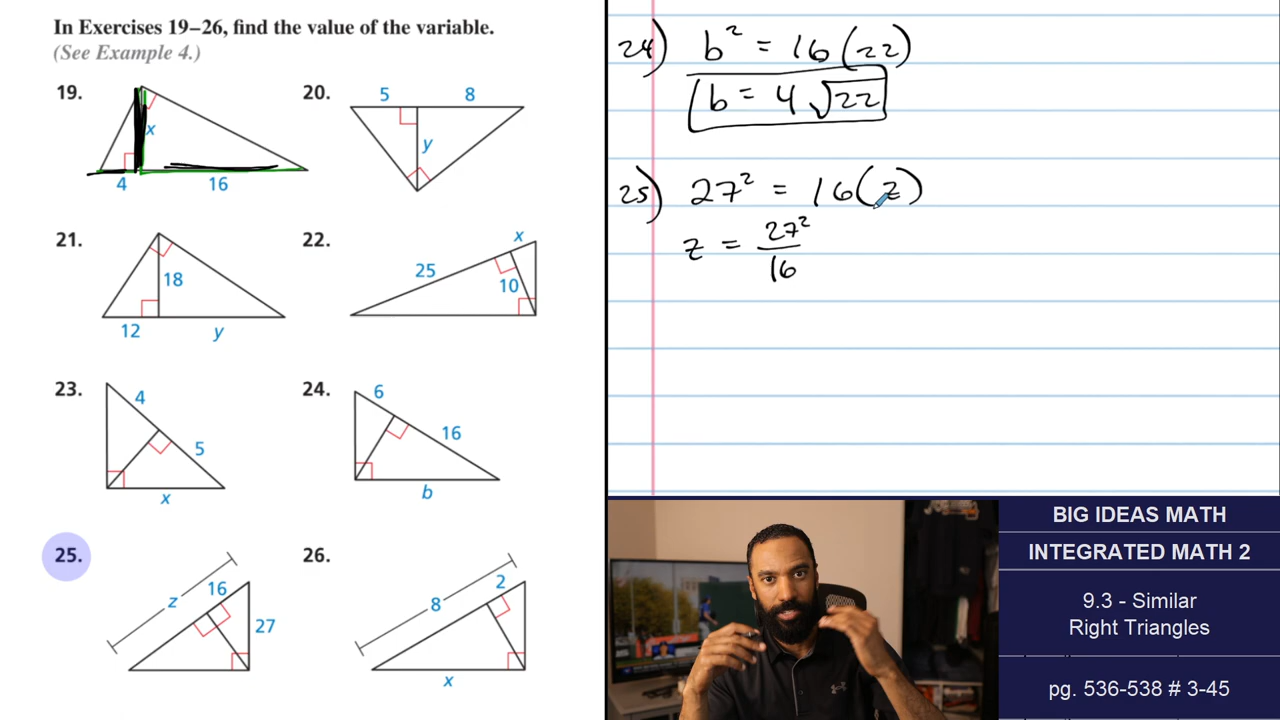 In Exercises 19–26, find the value of the variable.
(See Example 4.)
19.
x
4
16
20.
5
8
y
21.
18
12
y
22.
x
25
10
23.
4
5
x
24.
6
16
b
25.
z
16
27
26.
8
2
x
24) b² = 16(22)
b = 4√22
25) 27² = 16(z)
z = 27²/16
BIG IDEAS MATH
INTEGRATED MATH 2
9.3 - Similar
Right Triangles
pg. 536-538 # 3-45